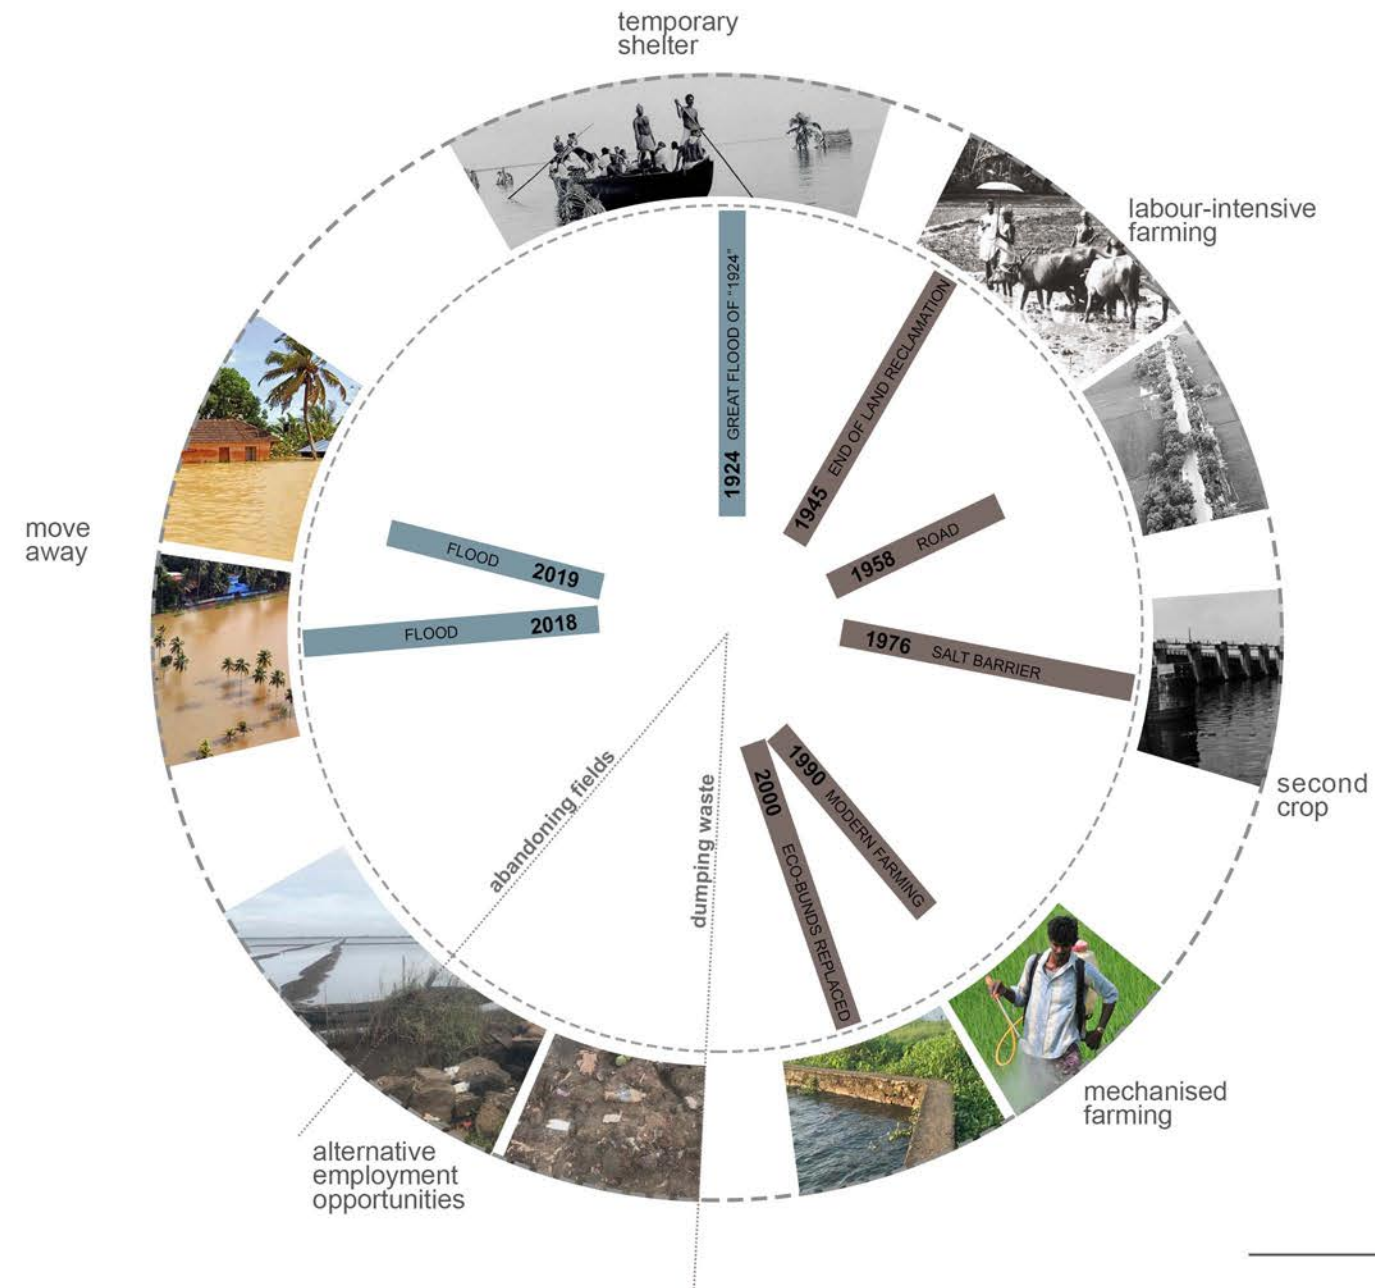 temporary
shelter
labour-intensive
farming
1924 GREAT FLOOD OF "1924"
1945 END OF LAND RECLAMATION
1958 ROAD
1976 SALT BARRIER
second
crop
1990 MODERN FARMING
2000 ECO-BUNDS REPLACED
mechanised
farming
dumping waste
abandoning fields
alternative
employment
opportunities
FLOOD 2018
FLOOD 2019
move
away